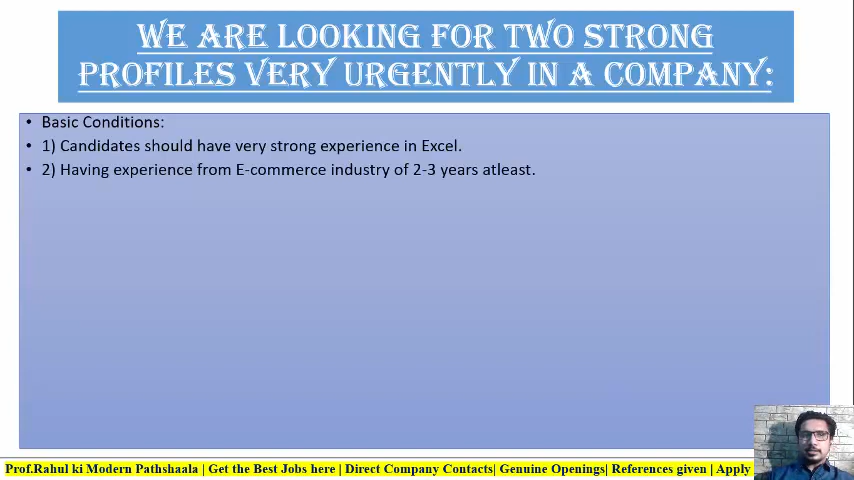 WE ARE LOOKING FOR TWO STRONG
PROFILES VERY URGENTLY IN A COMPANY:
• Basic Conditions:
• 1) Candidates should have very strong experience in Excel.
• 2) Having experience from E-commerce industry of 2-3 years atleast.
Prof.Rahul ki Modern Pathshaala | Get the Best Jobs here | Direct Company Contacts| Genuine Openings| References given | Apply